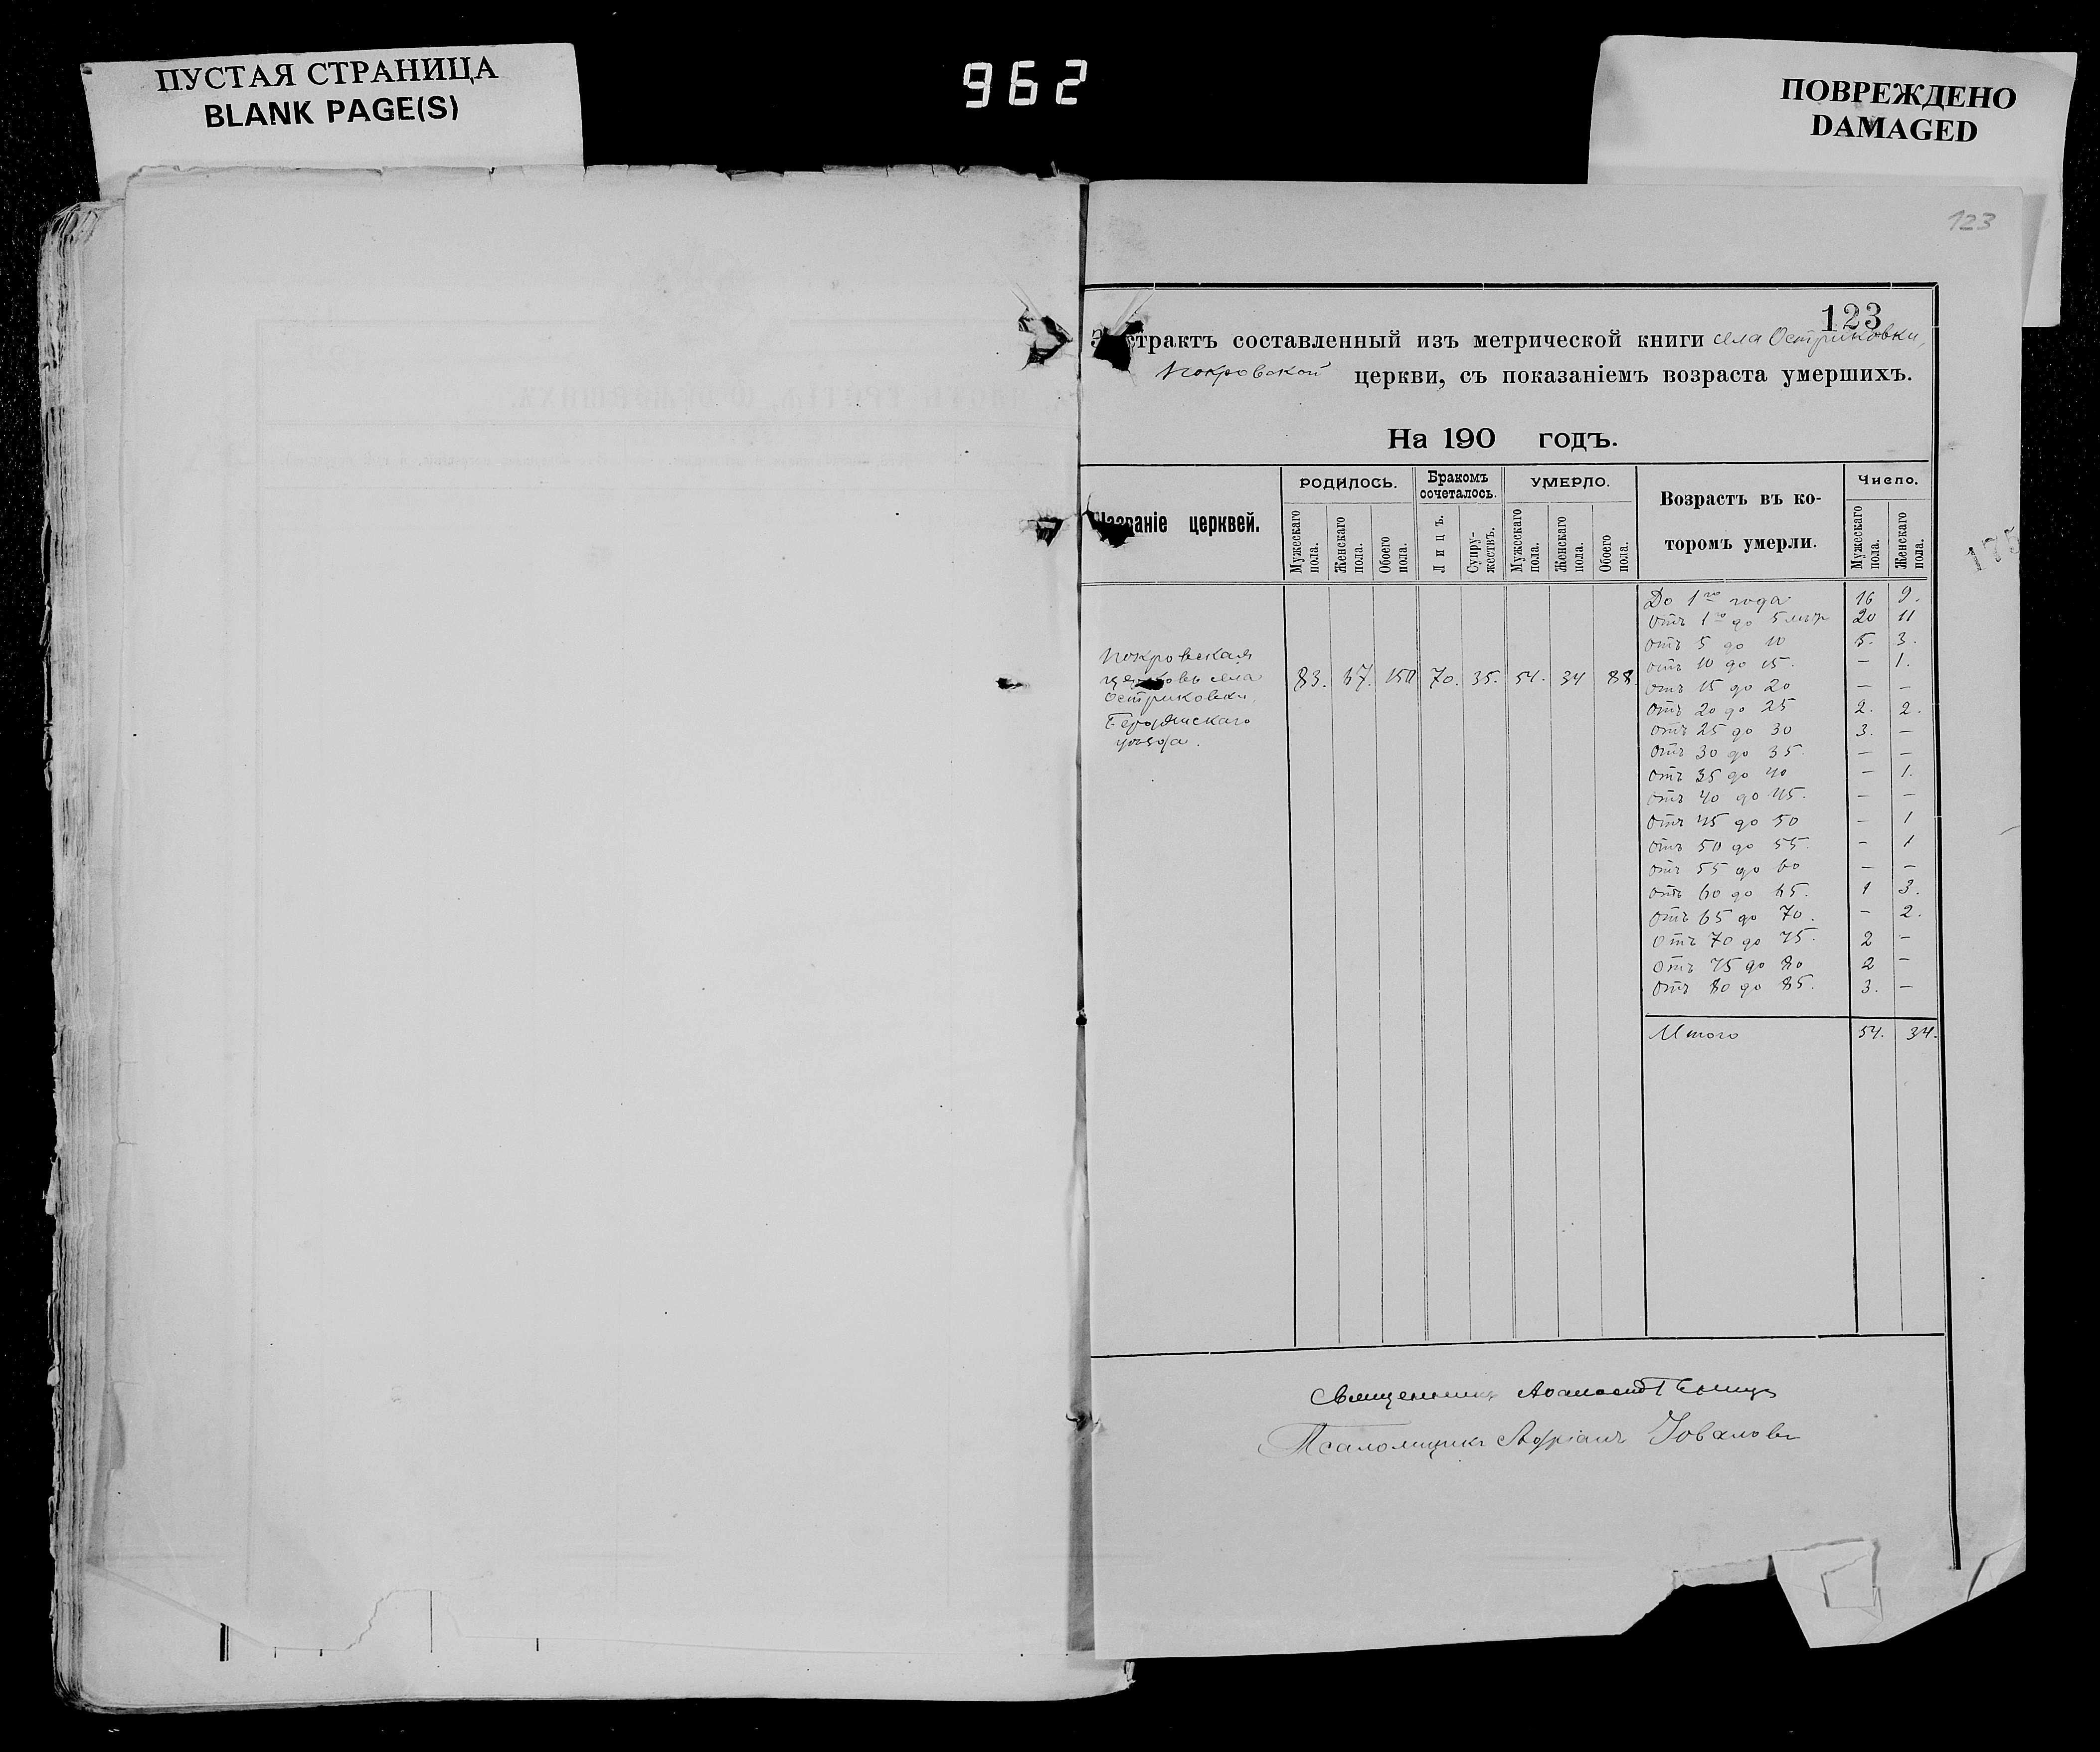 ПУСТАЯ СТРАНИЦА
BLANK PAGE(S)
962
ПОВРЕЖДЕНО
DAMAGED
123
123
страктъ составленный изъ метрической книги села Остриковки,
Покровской церкви, съ показаніемъ возраста умершихъ.
На 190 годъ.
Названіе церквей.
РОДИЛОСЬ.
Бракомъ сочеталось.
УМЕРЛО.
Возрастъ въ ко-
торомъ умерли.
Число.
Мужескаго пола.
Женскаго пола.
Обоего пола.
Лицъ.
Супру-жествъ.
Мужескаго пола.
Женскаго пола.
Обоего пола.
Мужескаго пола.
Женскаго пола.
Покровская
церковь села
Остриковки,
Бердянскаго
уѣзда.
83. 67. 150 70. 35. 54. 34 88.
До 1го года 16 9.
Отъ 1го до 5 лѣтъ 20 11
Отъ 5 до 10 5. 3.
Отъ 10 до 15. — 1.
Отъ 15 до 20 — —
Отъ 20 до 25 2. 2.
Отъ 25 до 30 3. —
Отъ 30 до 35. — —
Отъ 35 до 40 — 1.
Отъ 40 до 45. — —
Отъ 45 до 50 — 1
Отъ 50 до 55. — 1
Отъ 55 до 60 — —
Отъ 60 до 65. 1 3.
Отъ 65 до 70. — 2.
Отъ 70 до 75. 2 —
Отъ 75 до 80 2 —
Отъ 80 до 85. 3. —
Итого 54. 34.
Священникъ
Псаломщикъ Адріанъ